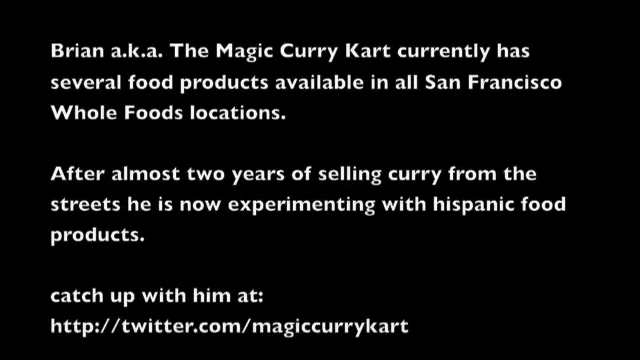 Brian a.k.a. The Magic Curry Kart currently has
several food products available in all San Francisco
Whole Foods locations.
After almost two years of selling curry from the
streets he is now experimenting with hispanic food
products.
catch up with him at:
http://twitter.com/magiccurrykart